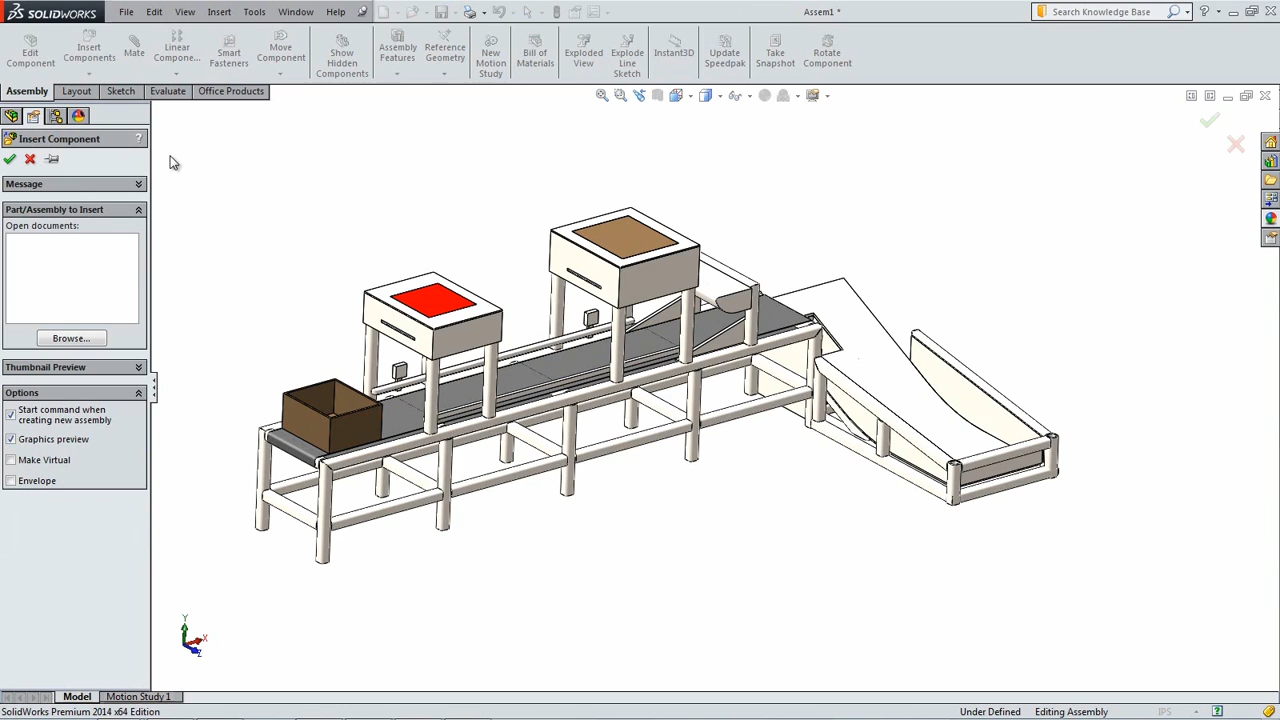 SOLIDWORKS File Edit View Insert Tools Window Help Assem1 * Search Knowledge Base
Edit Component
Insert Components
Mate
Linear Compone...
Smart Fasteners
Move Component
Show Hidden Components
Assembly Features
Reference Geometry
New Motion Study
Bill of Materials
Exploded View
Explode Line Sketch
Instant3D
Update Speedpak
Take Snapshot
Rotate Component
Assembly Layout Sketch Evaluate Office Products
Insert Component ?
Message
Part/Assembly to Insert
Open documents:
Browse...
Thumbnail Preview
Options
Start command when
creating new assembly
Graphics preview
Make Virtual
Envelope
Y
X
Z
Model Motion Study 1
SolidWorks Premium 2014 x64 Edition Under Defined Editing Assembly IPS